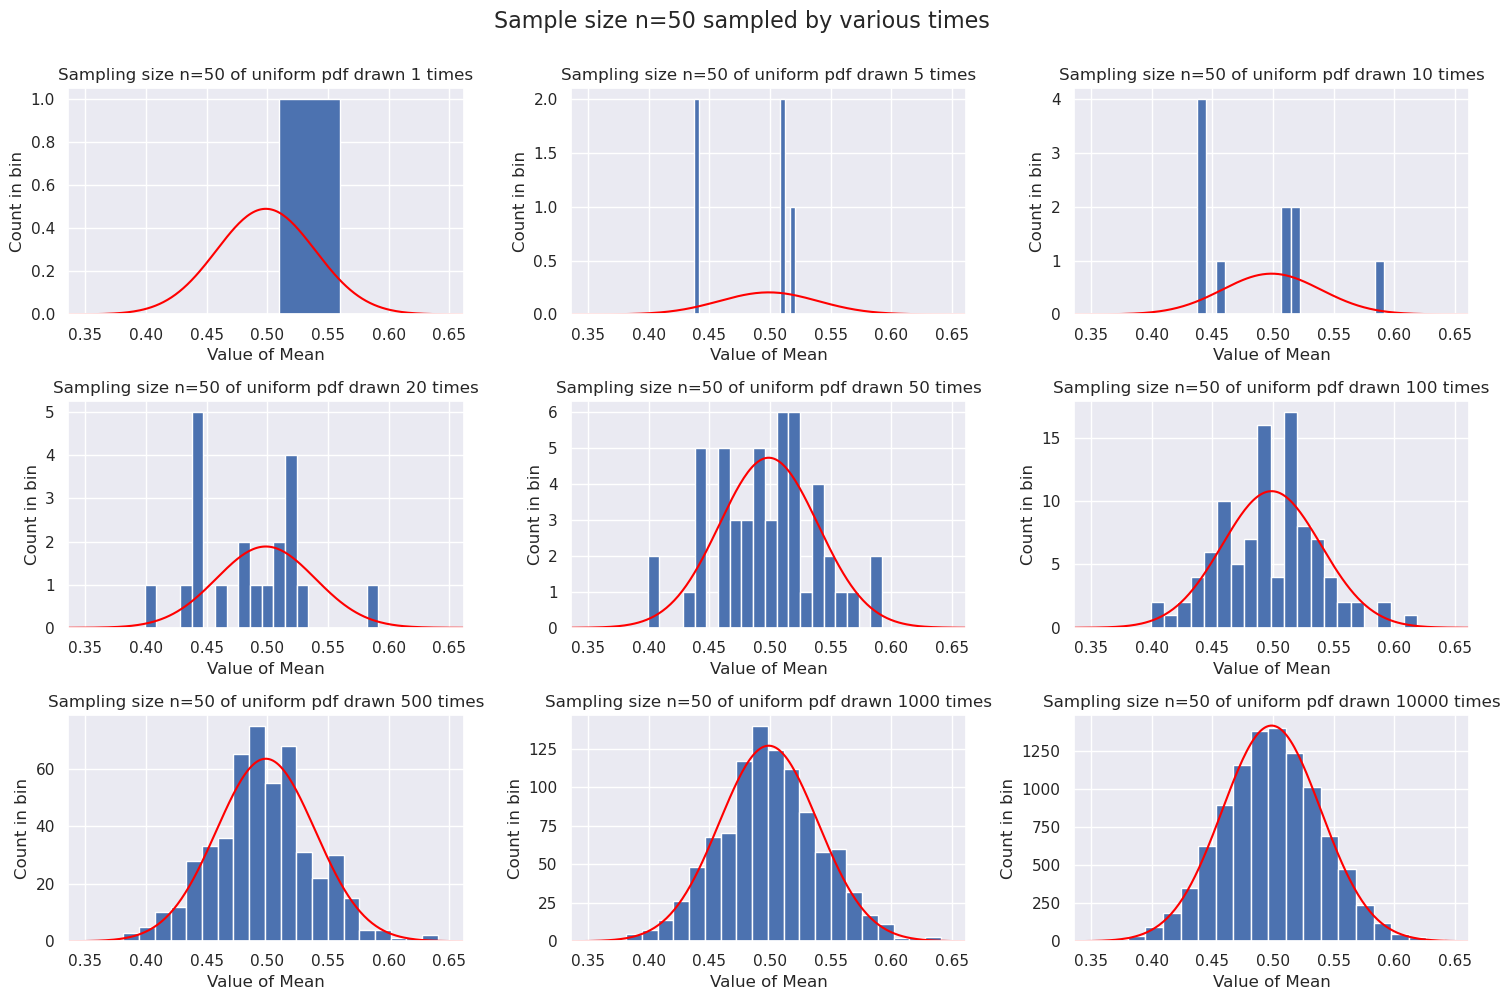 Sample size n=50 sampled by various times
Sampling size n=50 of uniform pdf drawn 1 times
Count in bin
1.0
0.8
0.6
0.4
0.2
0.0
0.35 0.40 0.45 0.50 0.55 0.60 0.65
Value of Mean
Sampling size n=50 of uniform pdf drawn 5 times
Count in bin
2.0
1.5
1.0
0.5
0.0
0.35 0.40 0.45 0.50 0.55 0.60 0.65
Value of Mean
Sampling size n=50 of uniform pdf drawn 10 times
Count in bin
4
3
2
1
0
0.35 0.40 0.45 0.50 0.55 0.60 0.65
Value of Mean
Sampling size n=50 of uniform pdf drawn 20 times
Count in bin
5
4
3
2
1
0
0.35 0.40 0.45 0.50 0.55 0.60 0.65
Value of Mean
Sampling size n=50 of uniform pdf drawn 50 times
Count in bin
6
5
4
3
2
1
0
0.35 0.40 0.45 0.50 0.55 0.60 0.65
Value of Mean
Sampling size n=50 of uniform pdf drawn 100 times
Count in bin
15
10
5
0
0.35 0.40 0.45 0.50 0.55 0.60 0.65
Value of Mean
Sampling size n=50 of uniform pdf drawn 500 times
Count in bin
60
40
20
0
0.35 0.40 0.45 0.50 0.55 0.60 0.65
Value of Mean
Sampling size n=50 of uniform pdf drawn 1000 times
Count in bin
125
100
75
50
25
0
0.35 0.40 0.45 0.50 0.55 0.60 0.65
Value of Mean
Sampling size n=50 of uniform pdf drawn 10000 times
Count in bin
1250
1000
750
500
250
0
0.35 0.40 0.45 0.50 0.55 0.60 0.65
Value of Mean